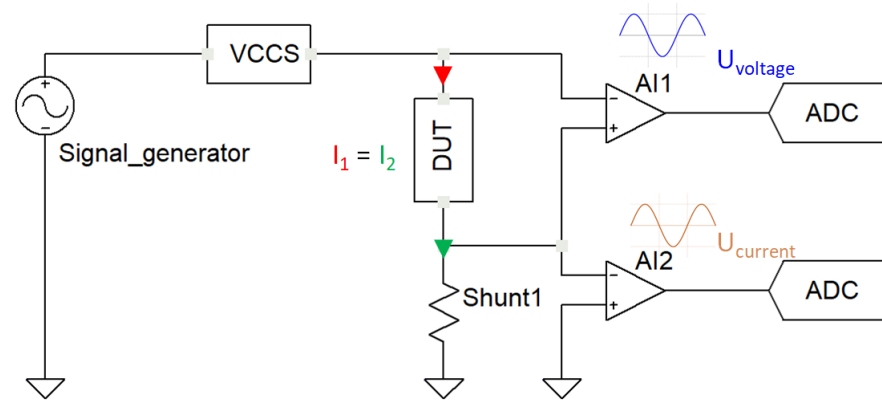 VCCS
U_voltage
AI1
ADC
Signal_generator
I₁ = I₂
DUT
U_current
AI2
Shunt1
ADC